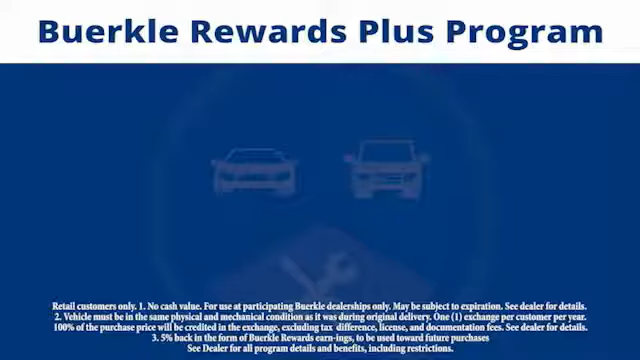 Buerkle Rewards Plus Program
Retail customers only. 1. No cash value. For use at participating Buerkle dealerships only. May be subject to expiration. See dealer for details.
2. Vehicle must be in the same physical and mechanical condition as it was during original delivery. One (1) exchange per customer per year.
100% of the purchase price will be credited in the exchange, excluding tax difference, license, and documentation fees. See dealer for details.
3. 5% back in the form of Buerkle Rewards earn-ings, to be used toward future purchases
See Dealer for all program details and benefits, including restrictions.